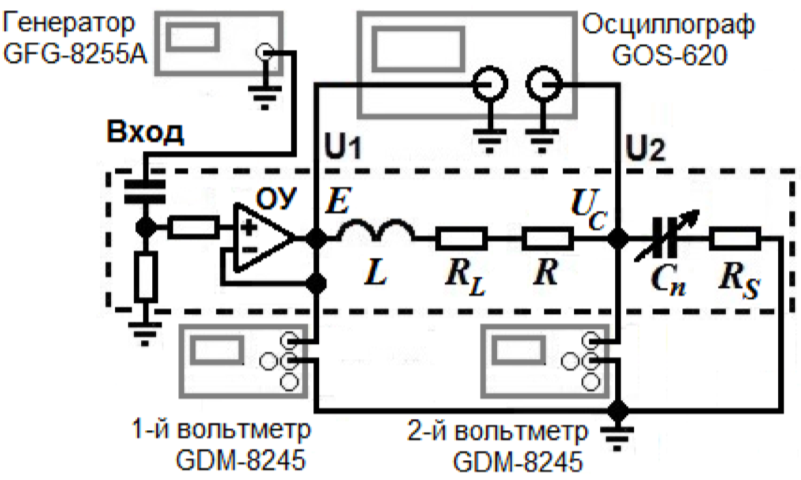 Генератор
GFG-8255A
Осциллограф
GOS-620
Вход
U1
U2
ОУ
E
U_C
+
−
L
R_L
R
C_n
R_S
1-й вольтметр
GDM-8245
2-й вольтметр
GDM-8245